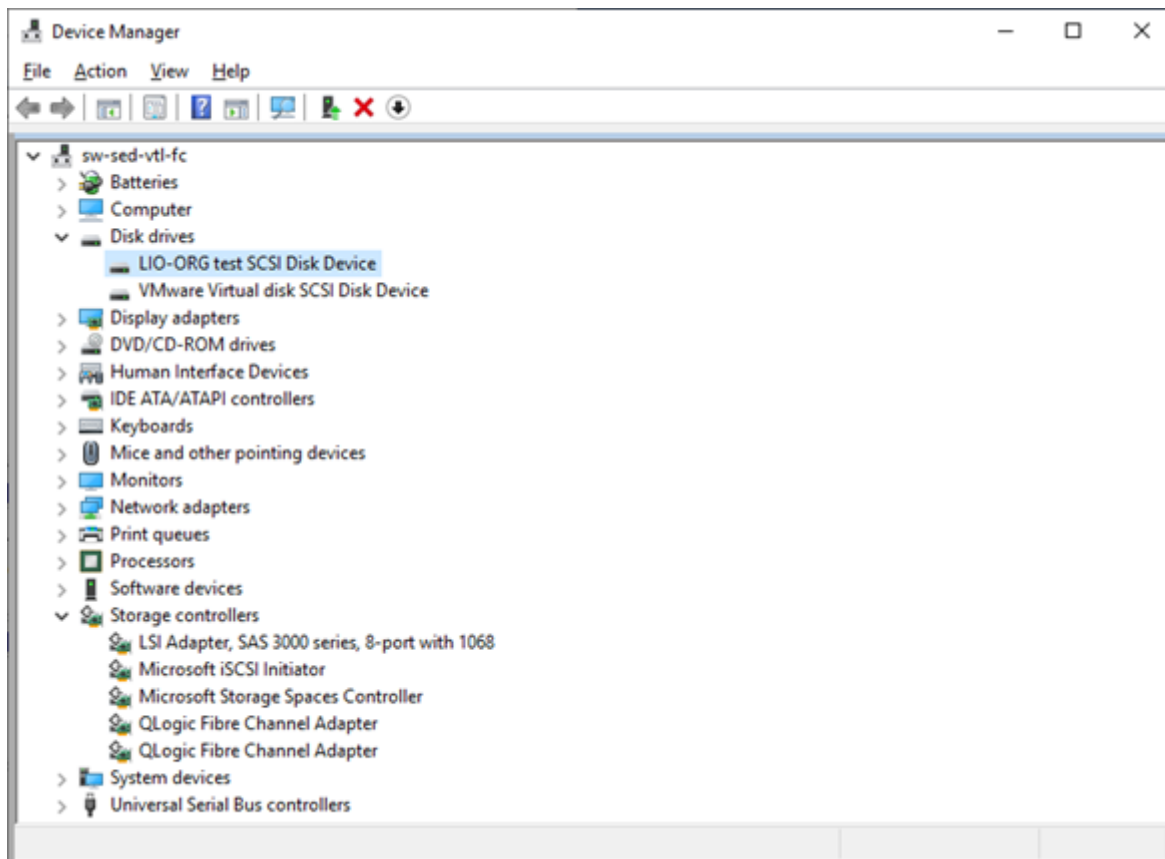 Device Manager
File Action View Help
sw-sed-vtl-fc
Batteries
Computer
Disk drives
LIO-ORG test SCSI Disk Device
VMware Virtual disk SCSI Disk Device
Display adapters
DVD/CD-ROM drives
Human Interface Devices
IDE ATA/ATAPI controllers
Keyboards
Mice and other pointing devices
Monitors
Network adapters
Print queues
Processors
Software devices
Storage controllers
LSI Adapter, SAS 3000 series, 8-port with 1068
Microsoft iSCSI Initiator
Microsoft Storage Spaces Controller
QLogic Fibre Channel Adapter
QLogic Fibre Channel Adapter
System devices
Universal Serial Bus controllers